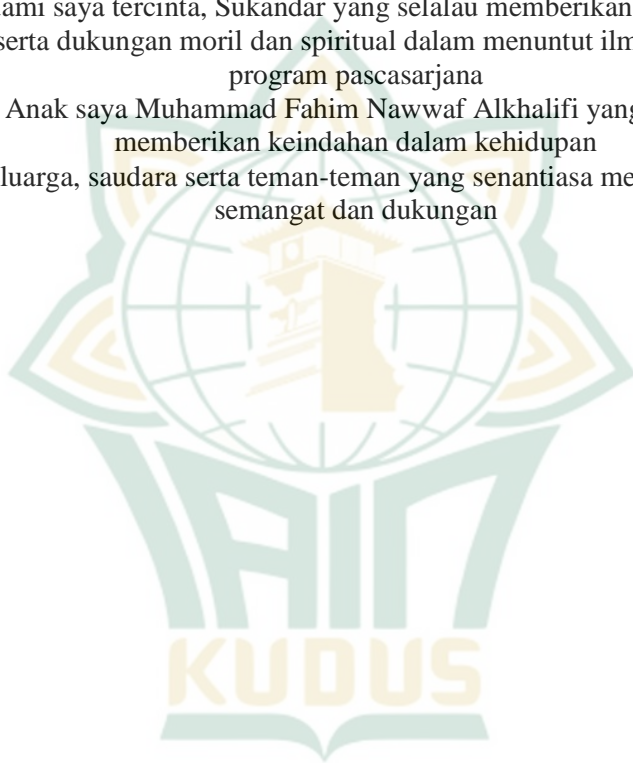 ami saya tercinta, Sukandar yang selalau memberikan
serta dukungan moril dan spiritual dalam menuntut ilm
program pascasarjana
Anak saya Muhammad Fahim Nawwaf Alkhalifi yang
memberikan keindahan dalam kehidupan
luarga, saudara serta teman-teman yang senantiasa me
semangat dan dukungan
IAIN
KUDUS